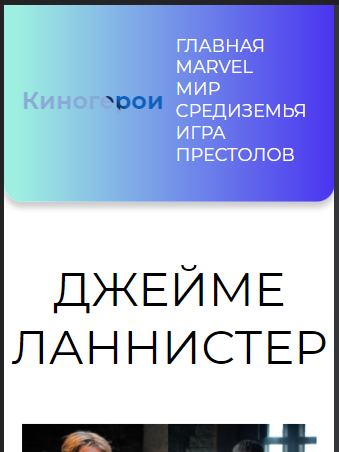 Киногерои
ГЛАВНАЯ
MARVEL
МИР
СРЕДИЗЕМЬЯ
ИГРА
ПРЕСТОЛОВ
ДЖЕЙМЕ
ЛАННИСТЕР